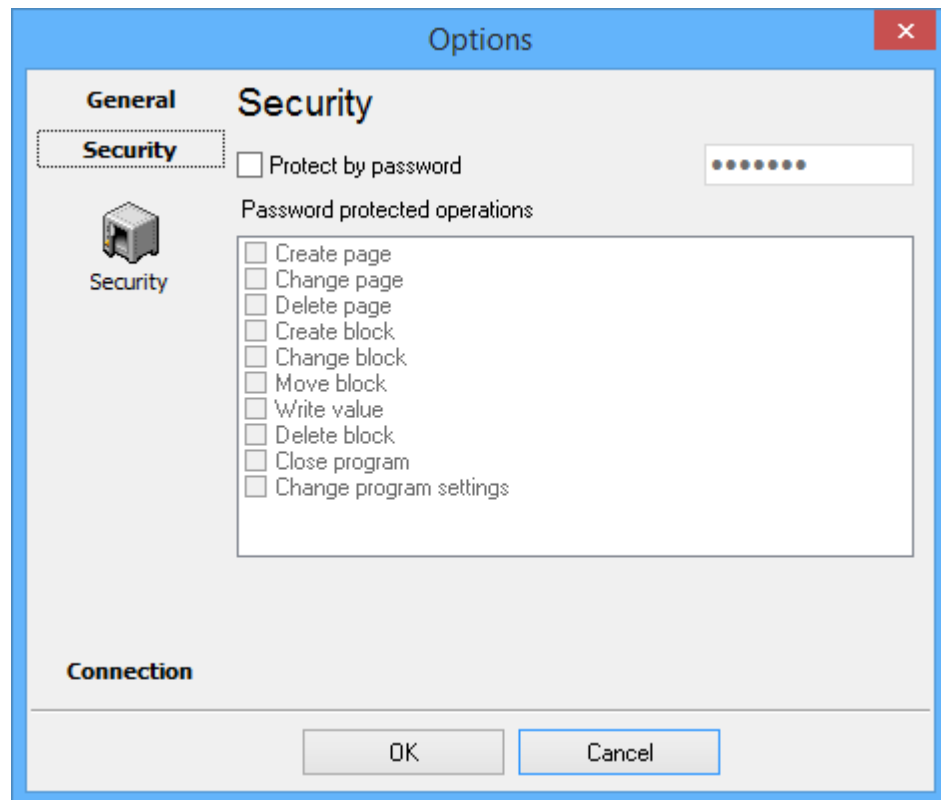 Options
General
Security
Security
Connection
Security
Protect by password
•••••••
Password protected operations
Create page
Change page
Delete page
Create block
Change block
Move block
Write value
Delete block
Close program
Change program settings
OK
Cancel